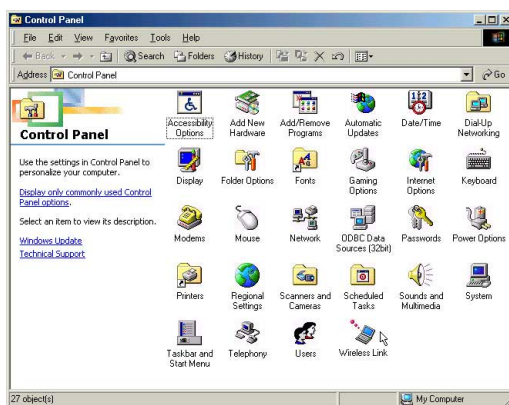 Control Panel
File Edit View Favorites Tools Help
Back Search Folders History
Address Control Panel Go
Control Panel
Use the settings in Control Panel to
personalize your computer.
Display only commonly used Control
Panel options.
Select an item to view its description.
Windows Update
Technical Support
Accessibility
Options
Add New
Hardware
Add/Remove
Programs
Automatic
Updates
Date/Time
Dial-Up
Networking
Display
Folder Options
Fonts
Gaming
Options
Internet
Options
Keyboard
Modems
Mouse
Network
ODBC Data
Sources (32bit)
Passwords
Power Options
Printers
Regional
Settings
Scanners and
Cameras
Scheduled
Tasks
Sounds and
Multimedia
System
Taskbar and
Start Menu
Telephony
Users
Wireless Link
27 object(s) My Computer